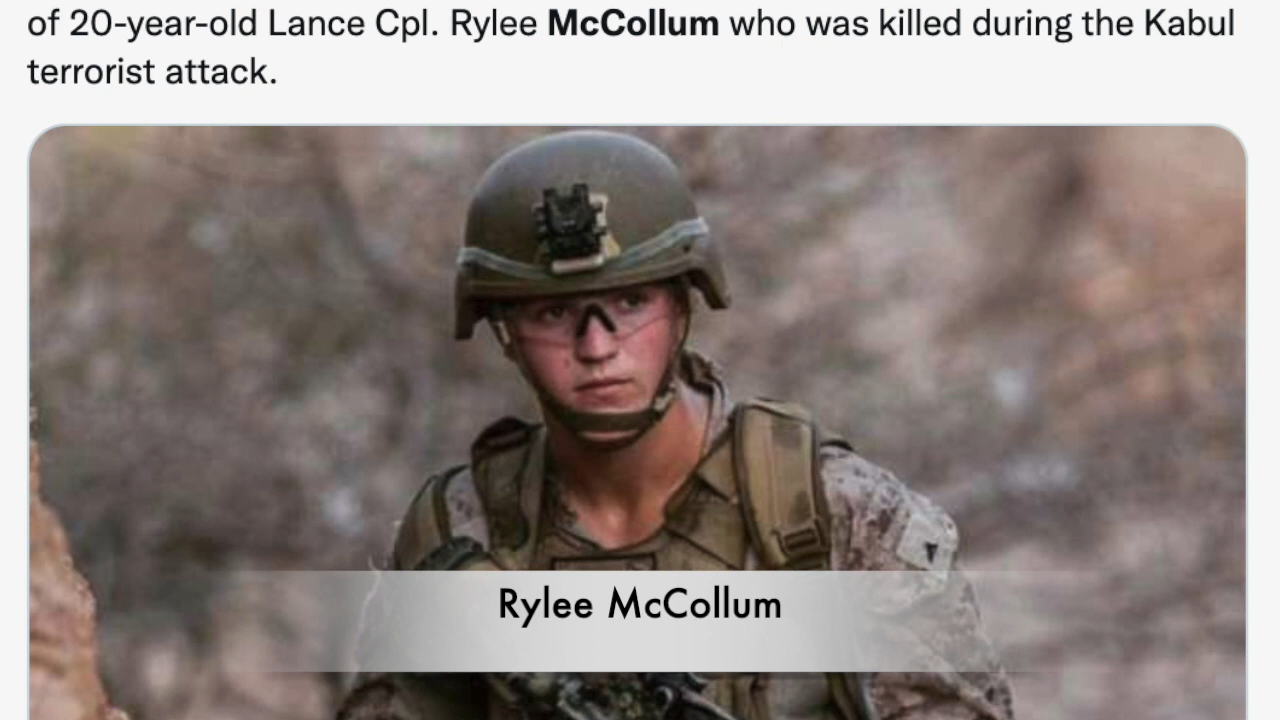 of 20-year-old Lance Cpl. Rylee McCollum who was killed during the Kabul
terrorist attack.
Rylee McCollum